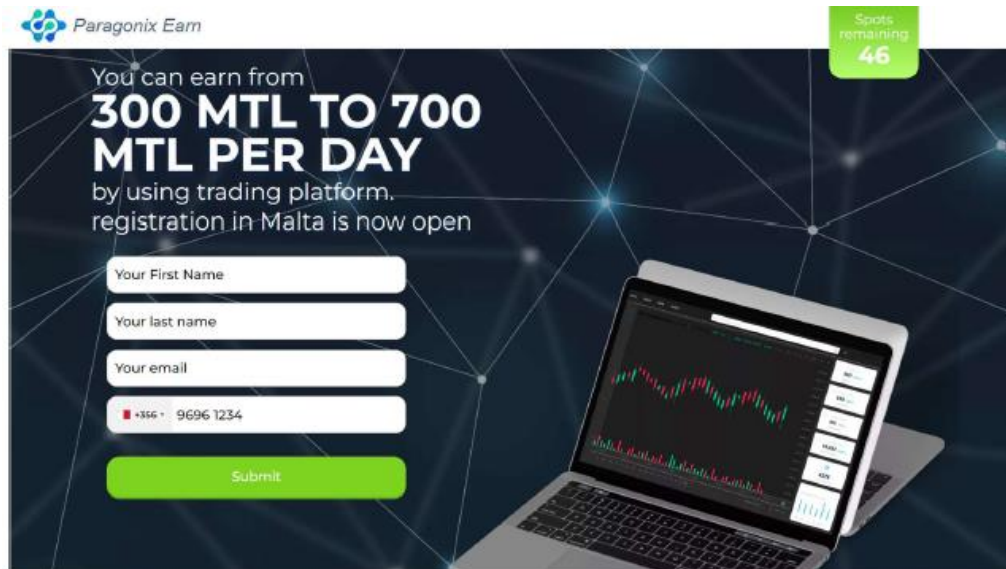 Paragonix Earn
Spots
remaining
46
You can earn from
300 MTL TO 700
MTL PER DAY
by using trading platform.
registration in Malta is now open
Your First Name
Your last name
Your email
+356 9696 1234
Submit